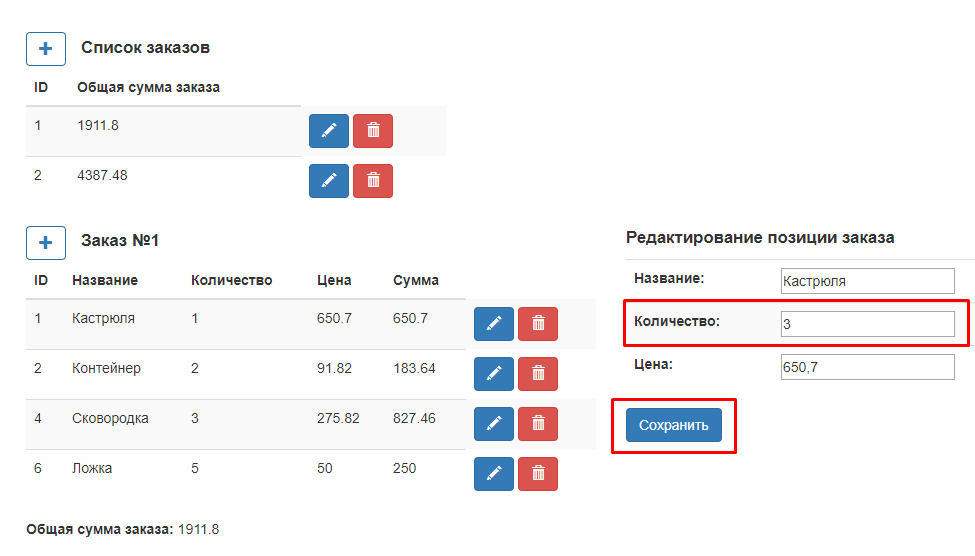 Список заказов
ID Общая сумма заказа
1 1911.8
2 4387.48
Заказ №1
ID Название Количество Цена Сумма
1 Кастрюля 1 650.7 650.7
2 Контейнер 2 91.82 183.64
4 Сковородка 3 275.82 827.46
6 Ложка 5 50 250
Общая сумма заказа: 1911.8
Редактирование позиции заказа
Название: Кастрюля
Количество: 3
Цена: 650,7
Сохранить